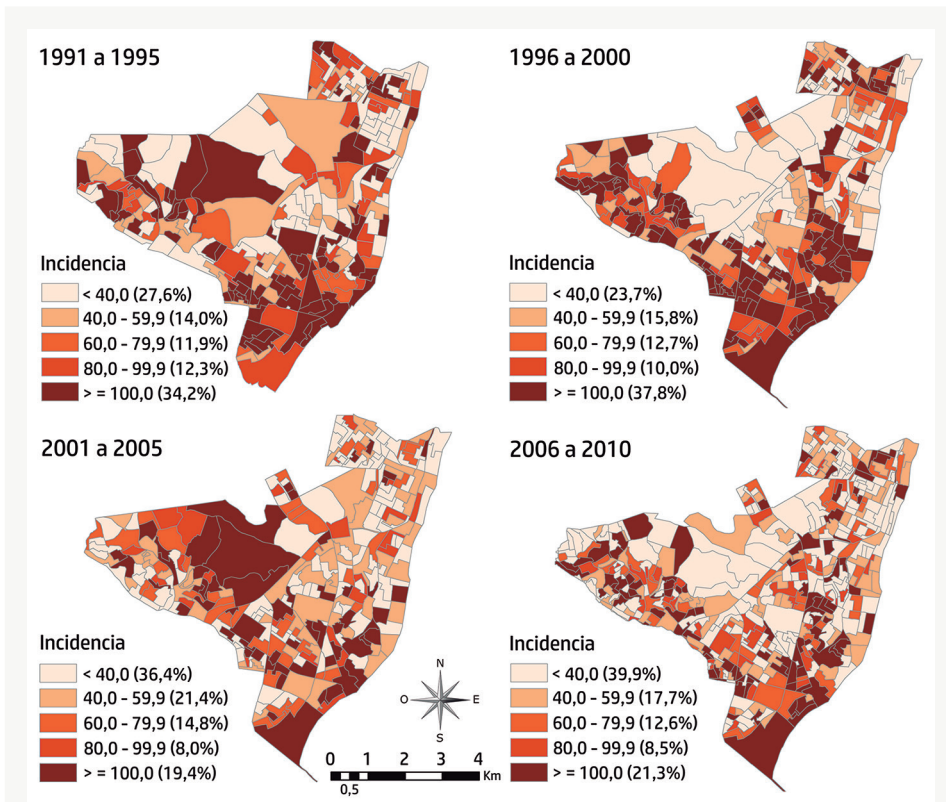 1991 a 1995
Incidencia
< 40,0 (27,6%)
40,0 - 59,9 (14,0%)
60,0 - 79,9 (11,9%)
80,0 - 99,9 (12,3%)
> = 100,0 (34,2%)
1996 a 2000
Incidencia
< 40,0 (23,7%)
40,0 - 59,9 (15,8%)
60,0 - 79,9 (12,7%)
80,0 - 99,9 (10,0%)
> = 100,0 (37,8%)
2001 a 2005
Incidencia
< 40,0 (36,4%)
40,0 - 59,9 (21,4%)
60,0 - 79,9 (14,8%)
80,0 - 99,9 (8,0%)
> = 100,0 (19,4%)
N
O E
S
0 1 2 3 4
Km
0,5
2006 a 2010
Incidencia
< 40,0 (39,9%)
40,0 - 59,9 (17,7%)
60,0 - 79,9 (12,6%)
80,0 - 99,9 (8,5%)
> = 100,0 (21,3%)